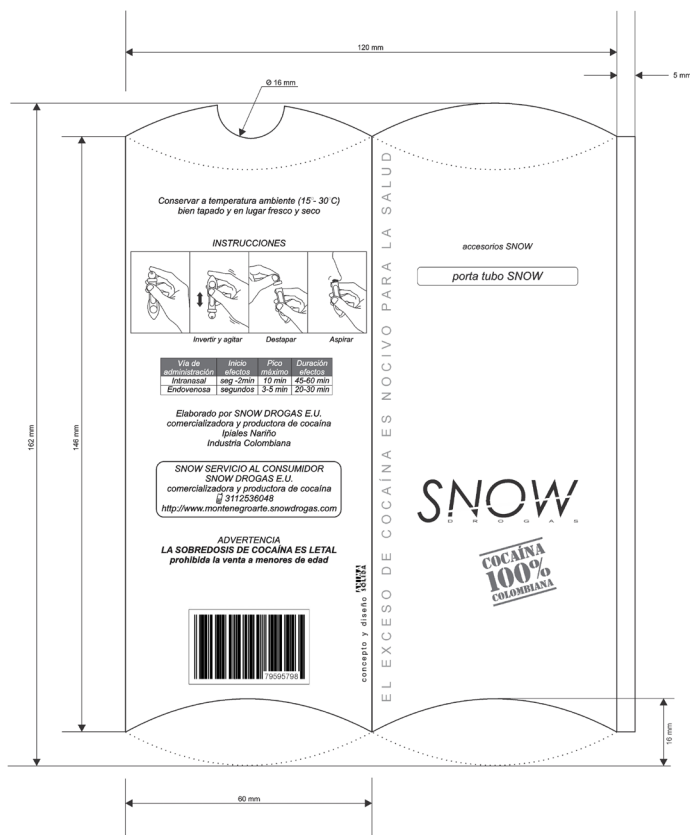 120 mm
5 mm
Ø 16 mm
162 mm
146 mm
Conservar a temperatura ambiente (15°- 30°C)
bien tapado y en lugar fresco y seco
INSTRUCCIONES
Invertir y agitar
Destapar
Aspirar
Vía de administración Inicio efectos Pico máximo Duración efectos
Intranasal seg -2min 10 min 45-60 min
Endovenosa segundos 3-5 min 20-30 min
Elaborado por SNOW DROGAS E.U.
comercializadora y productora de cocaína
Ipiales Nariño
Industria Colombiana
SNOW SERVICIO AL CONSUMIDOR
SNOW DROGAS E.U.
comercializadora y productora de cocaína
3112536048
http://www.montenegroarte.snowdrogas.com
ADVERTENCIA
LA SOBREDOSIS DE COCAÍNA ES LETAL
prohibida la venta a menores de edad
79595798
concepto y diseño
SÓLIDA
EL EXCESO DE COCAÍNA ES NOCIVO PARA LA SALUD
accesorios SNOW
porta tubo SNOW
SNOW
DROGAS
COCAÍNA
100%
COLOMBIANA
16 mm
60 mm